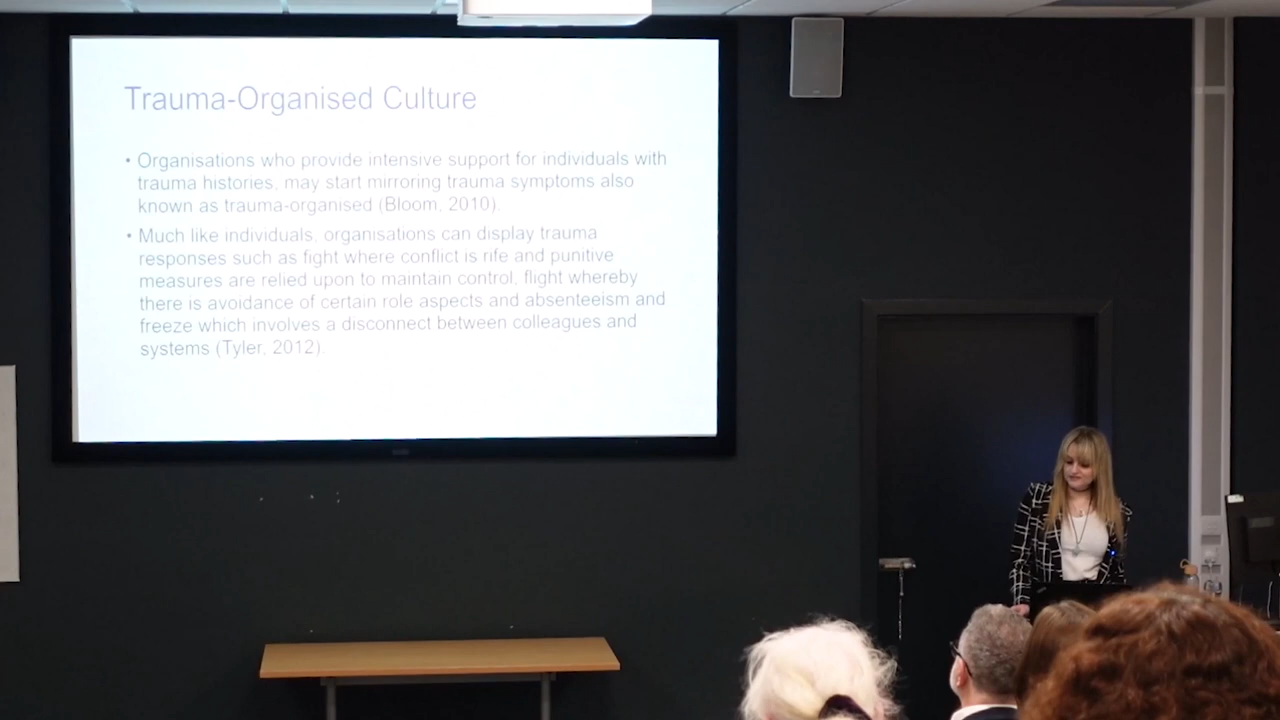 Trauma-Organised Culture
• Organisations who provide intensive support for individuals with
trauma histories, may start mirroring trauma symptoms also
known as trauma-organised (Bloom, 2010).
• Much like individuals, organisations can display trauma
responses such as fight where conflict is rife and punitive
measures are relied upon to maintain control, flight whereby
there is avoidance of certain role aspects and absenteeism and
freeze which involves a disconnect between colleagues and
systems (Tyler, 2012).